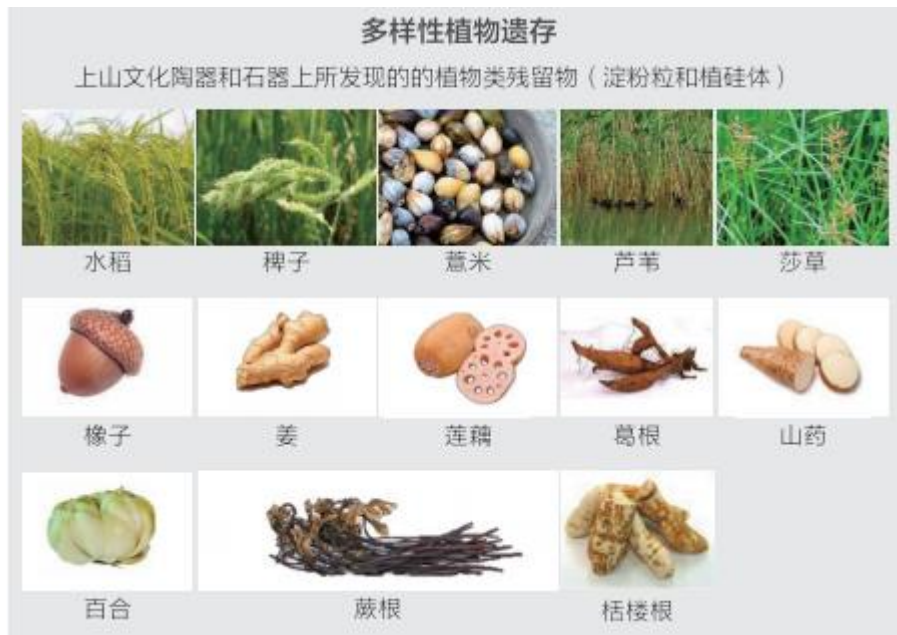 多样性植物遗存
上山文化陶器和石器上所发现的的植物类残留物（淀粉粒和植硅体）
水稻 稗子 薏米 芦苇 莎草
橡子 姜 莲藕 葛根 山药
百合 蕨根 栝楼根